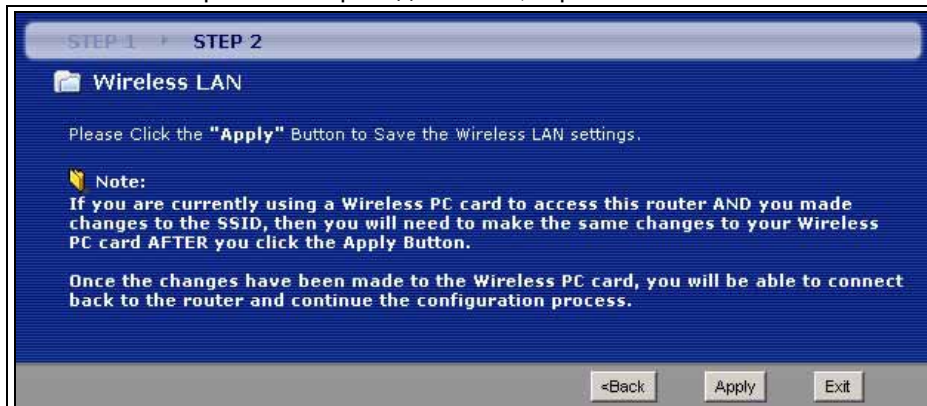 STEP 1 STEP 2
Wireless LAN
Please Click the "Apply" Button to Save the Wireless LAN settings.
Note:
If you are currently using a Wireless PC card to access this router AND you made
changes to the SSID, then you will need to make the same changes to your Wireless
PC card AFTER you click the Apply Button.
Once the changes have been made to the Wireless PC card, you will be able to connect
back to the router and continue the configuration process.
<Back Apply Exit